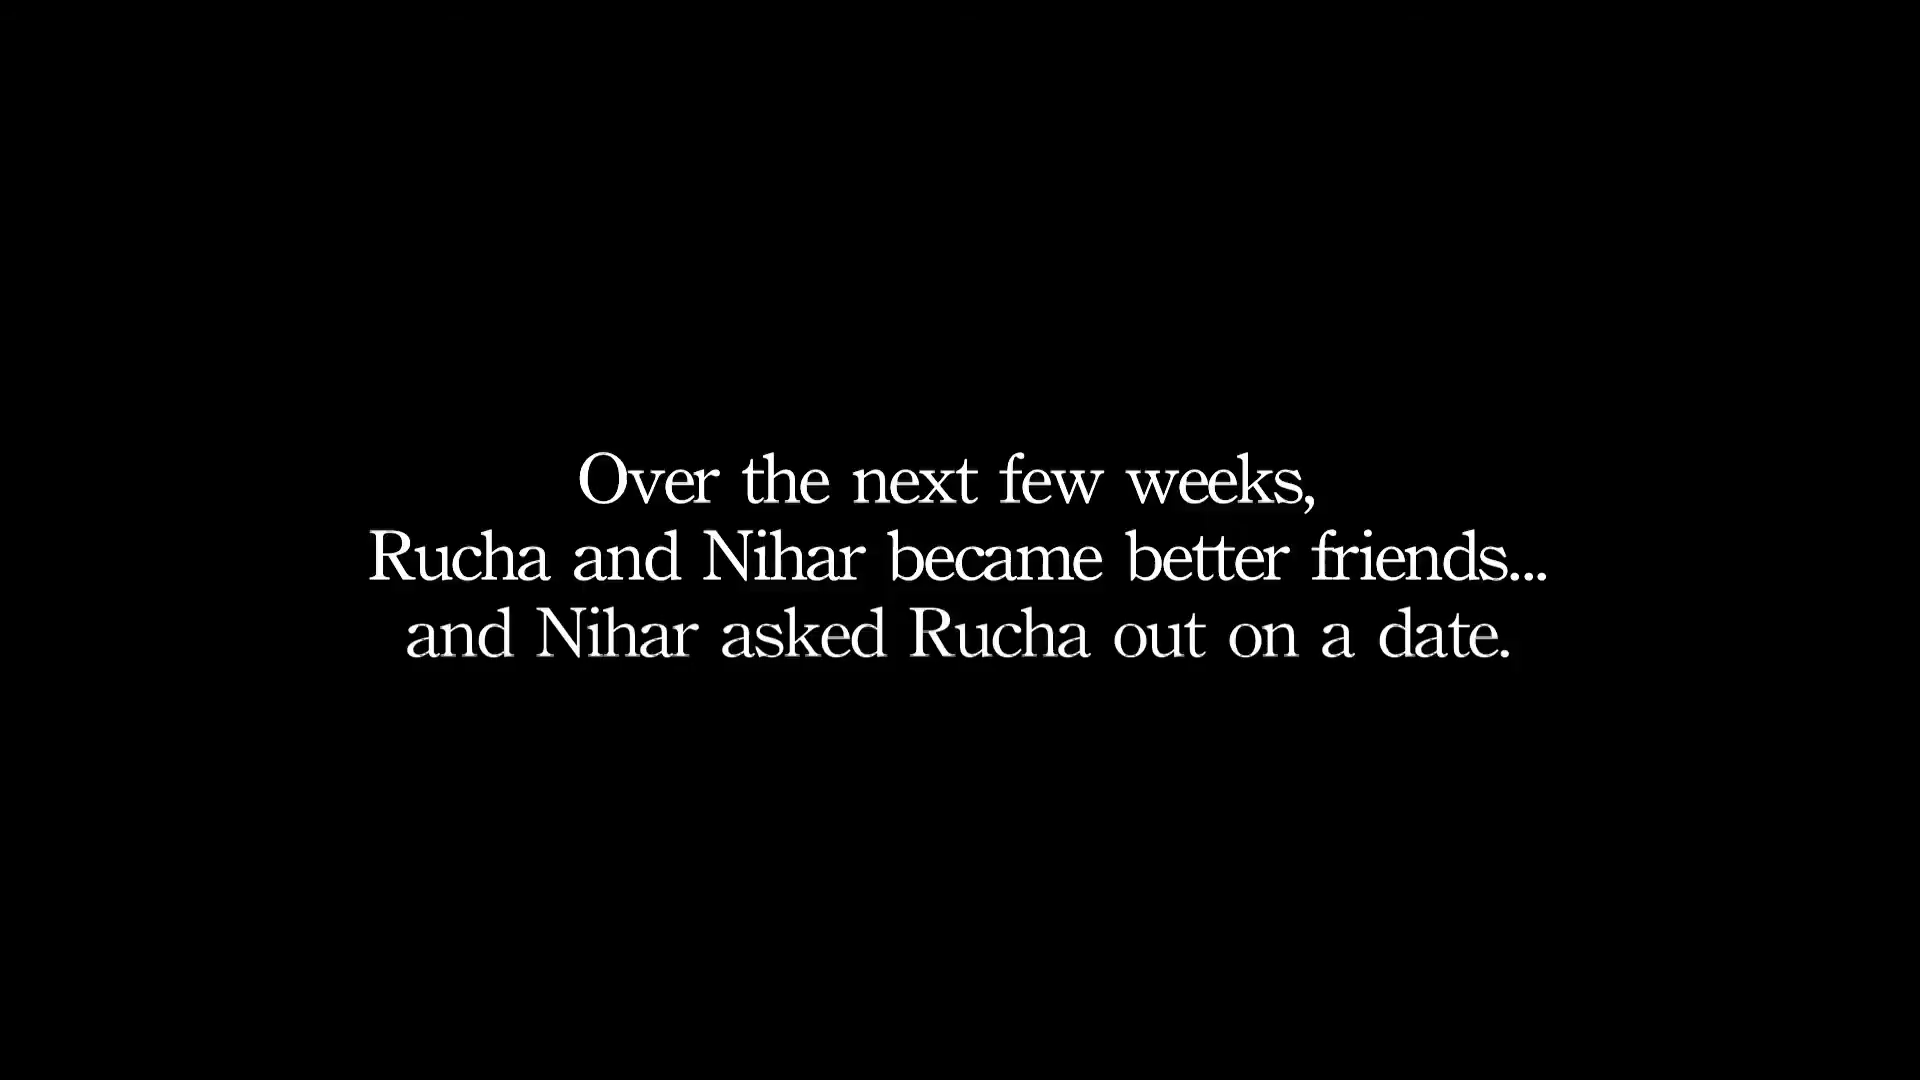 Over the next few weeks,
Rucha and Nihar became better friends...
and Nihar asked Rucha out on a date.